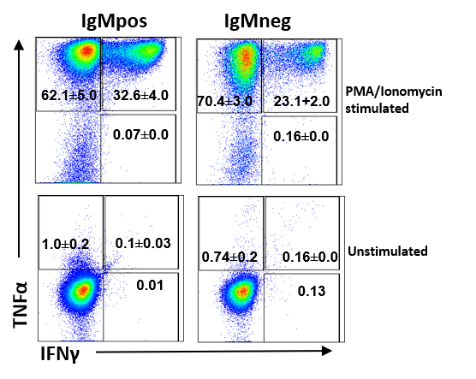 IgMpos IgMneg
62.1±5.0 32.6±4.0 70.4±3.0 23.1+2.0
PMA/Ionomycin
stimulated
0.07±0.0 0.16±0.0
1.0±0.2 0.1±0.03 0.74±0.2 0.16±0.0
Unstimulated
0.01 0.13
TNFα
IFNγ